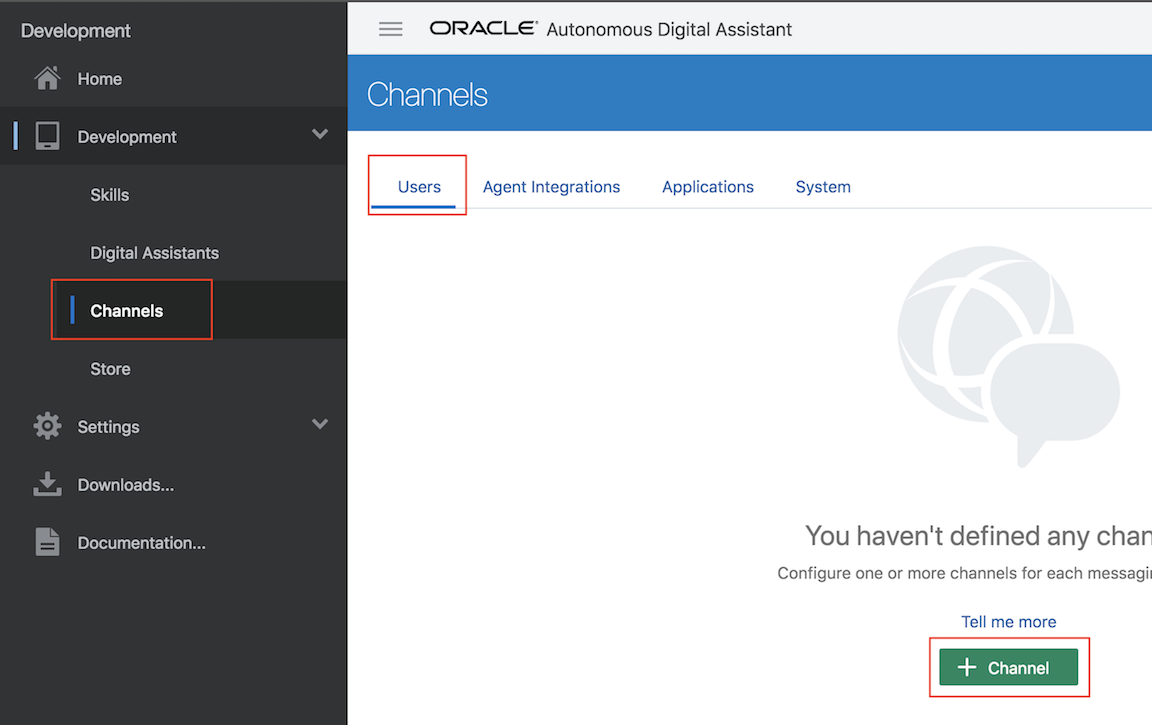 Development
Home
Development
Skills
Digital Assistants
Channels
Store
Settings
Downloads...
Documentation...
ORACLE® Autonomous Digital Assistant
Channels
Users Agent Integrations Applications System
You haven't defined any chan
Configure one or more channels for each messagin
Tell me more
+ Channel